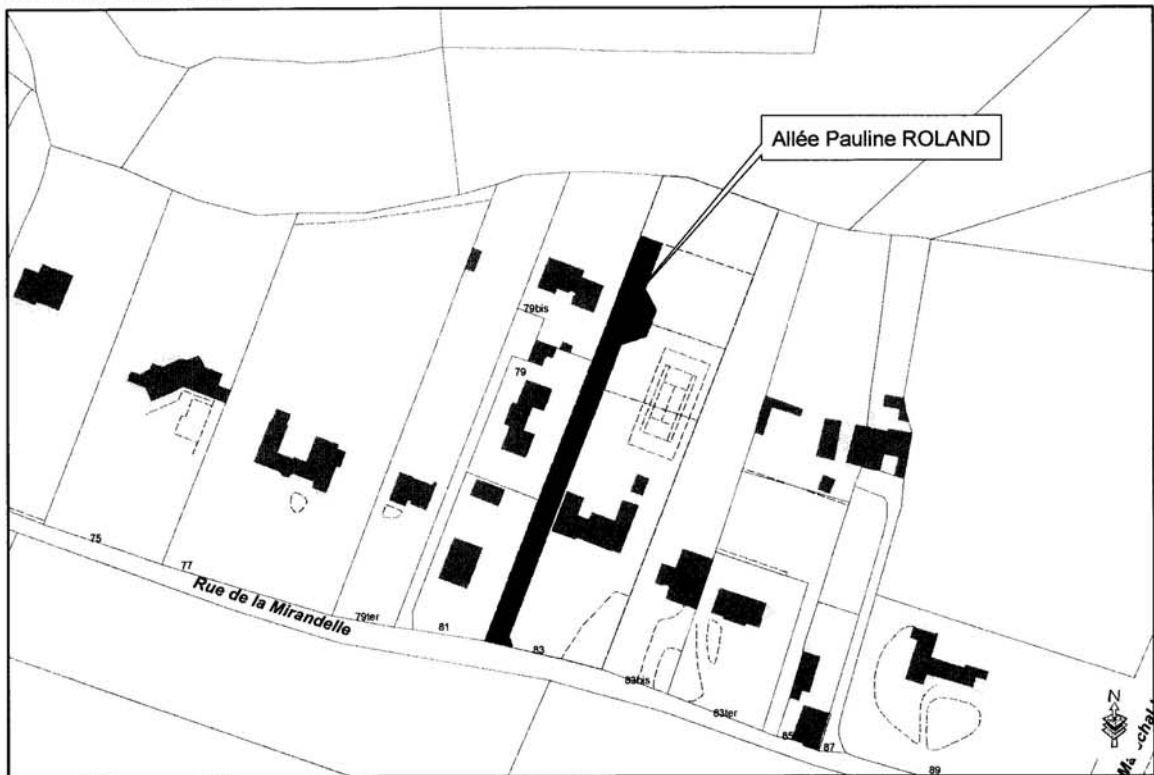 Allée Pauline ROLAND
79bis
79
75
77
Rue de la Mirandelle
79ter
81
83
83bis
83ter
85
87
89
N